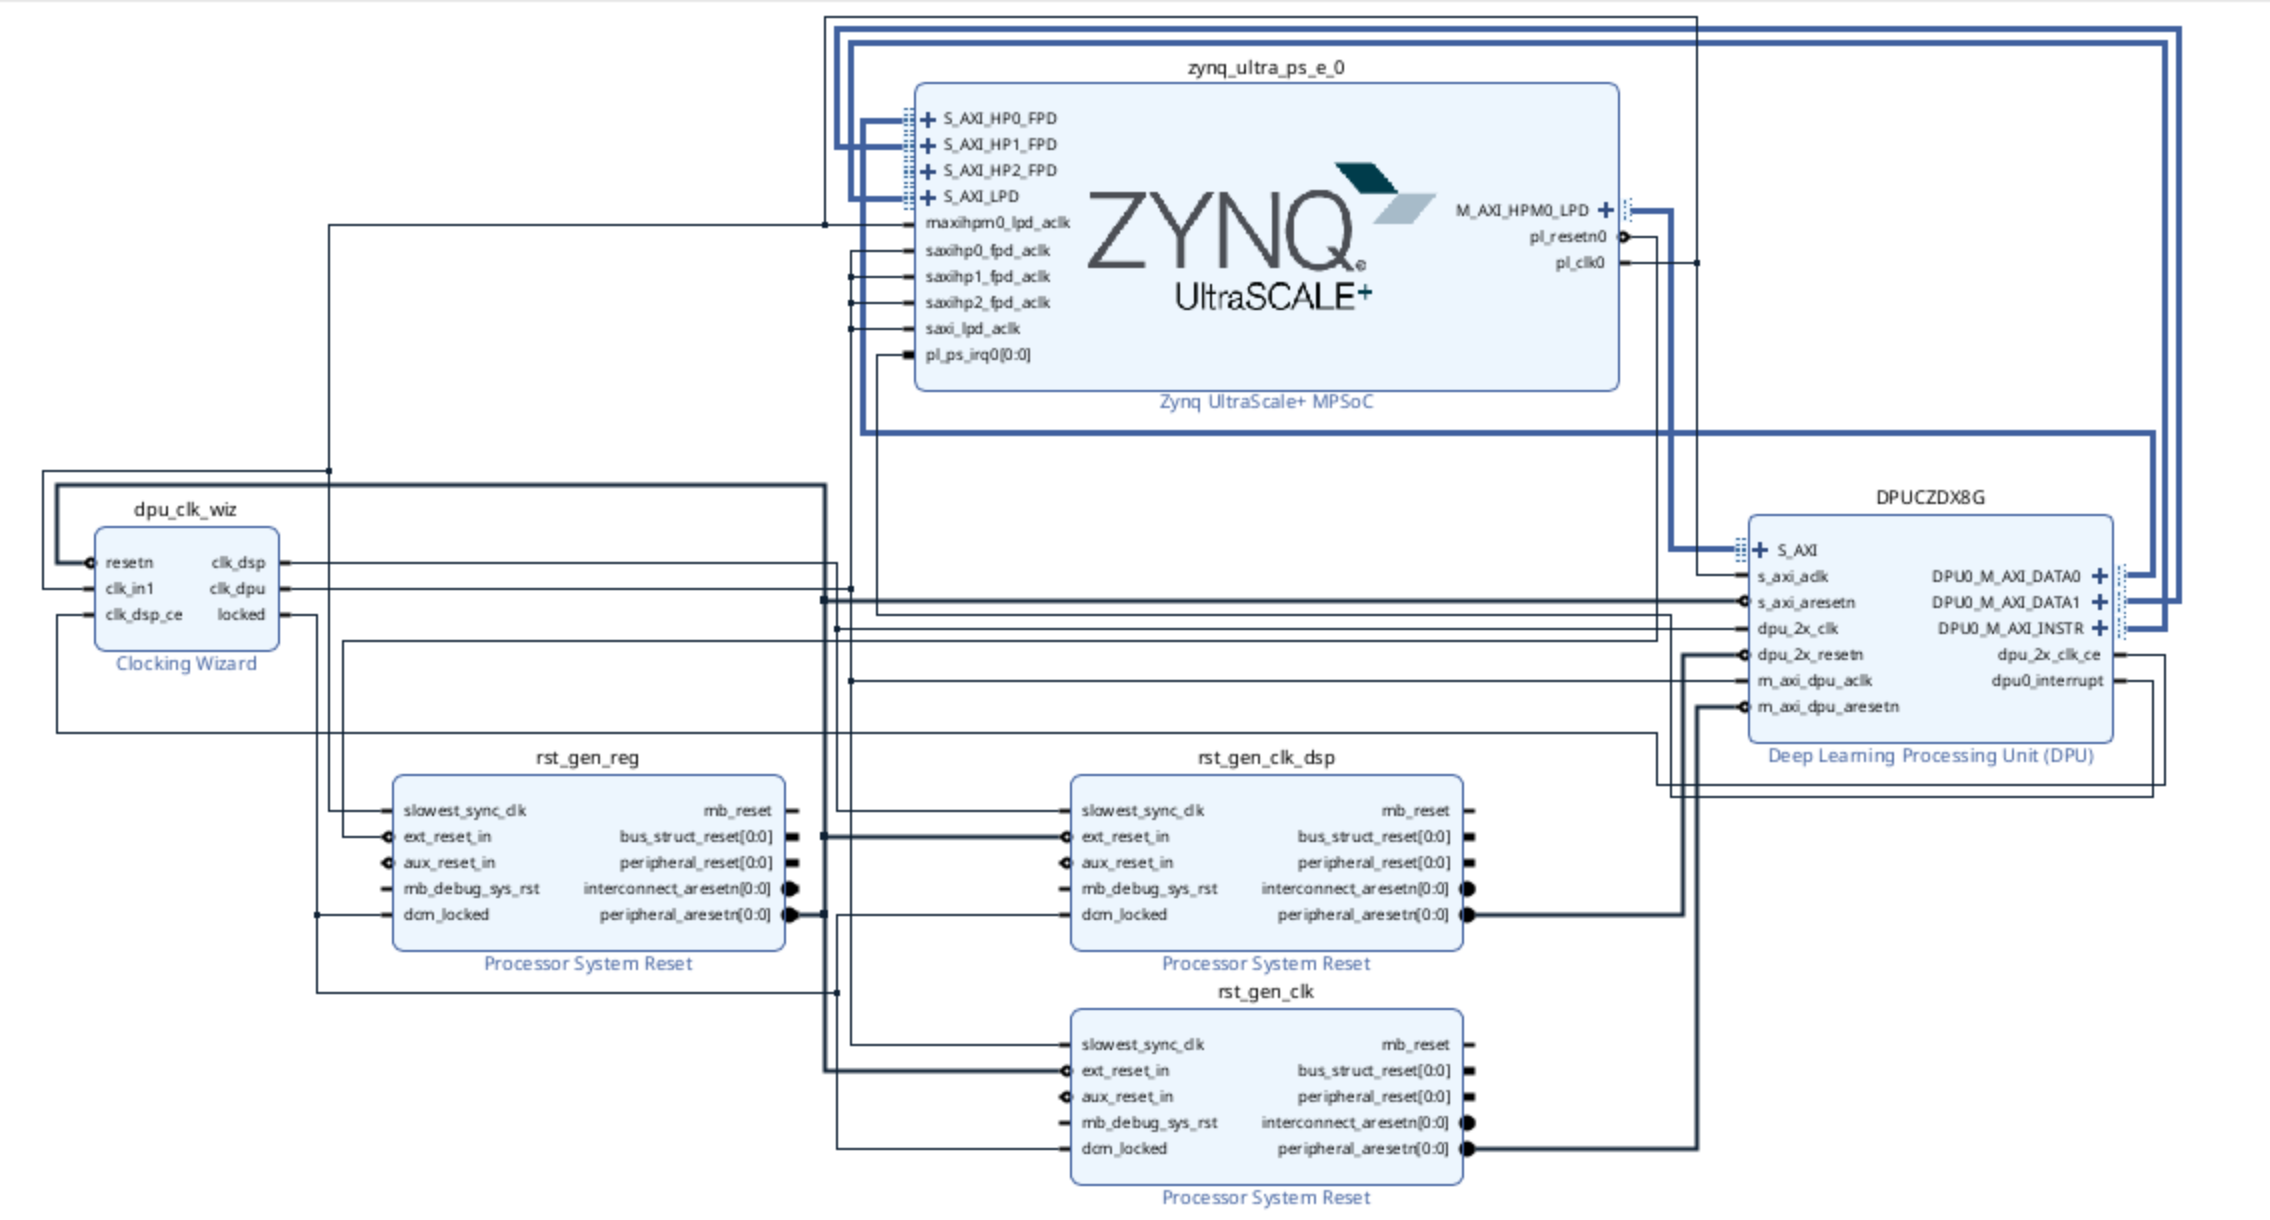 zynq_ultra_ps_e_0
S_AXI_HP0_FPD
S_AXI_HP1_FPD
S_AXI_HP2_FPD
S_AXI_LPD
maxihpm0_lpd_aclk
saxihp0_fpd_aclk
saxihp1_fpd_aclk
saxihp2_fpd_aclk
saxi_lpd_aclk
pl_ps_irq0[0:0]
ZYNQ
UltraSCALE+
M_AXI_HPM0_LPD
pl_resetn0
pl_clk0
Zynq UltraScale+ MPSoC
dpu_clk_wiz
resetn
clk_in1
clk_dsp_ce
clk_dsp
clk_dpu
locked
Clocking Wizard
DPUCZDX8G
S_AXI
s_axi_aclk
s_axi_aresetn
dpu_2x_clk
dpu_2x_resetn
m_axi_dpu_aclk
m_axi_dpu_aresetn
DPU0_M_AXI_DATA0
DPU0_M_AXI_DATA1
DPU0_M_AXI_INSTR
dpu_2x_clk_ce
dpu0_interrupt
Deep Learning Processing Unit (DPU)
rst_gen_reg
slowest_sync_clk
ext_reset_in
aux_reset_in
mb_debug_sys_rst
dcm_locked
mb_reset
bus_struct_reset[0:0]
peripheral_reset[0:0]
interconnect_aresetn[0:0]
peripheral_aresetn[0:0]
Processor System Reset
rst_gen_clk_dsp
slowest_sync_clk
ext_reset_in
aux_reset_in
mb_debug_sys_rst
dcm_locked
mb_reset
bus_struct_reset[0:0]
peripheral_reset[0:0]
interconnect_aresetn[0:0]
peripheral_aresetn[0:0]
Processor System Reset
rst_gen_clk
slowest_sync_clk
ext_reset_in
aux_reset_in
mb_debug_sys_rst
dcm_locked
mb_reset
bus_struct_reset[0:0]
peripheral_reset[0:0]
interconnect_aresetn[0:0]
peripheral_aresetn[0:0]
Processor System Reset